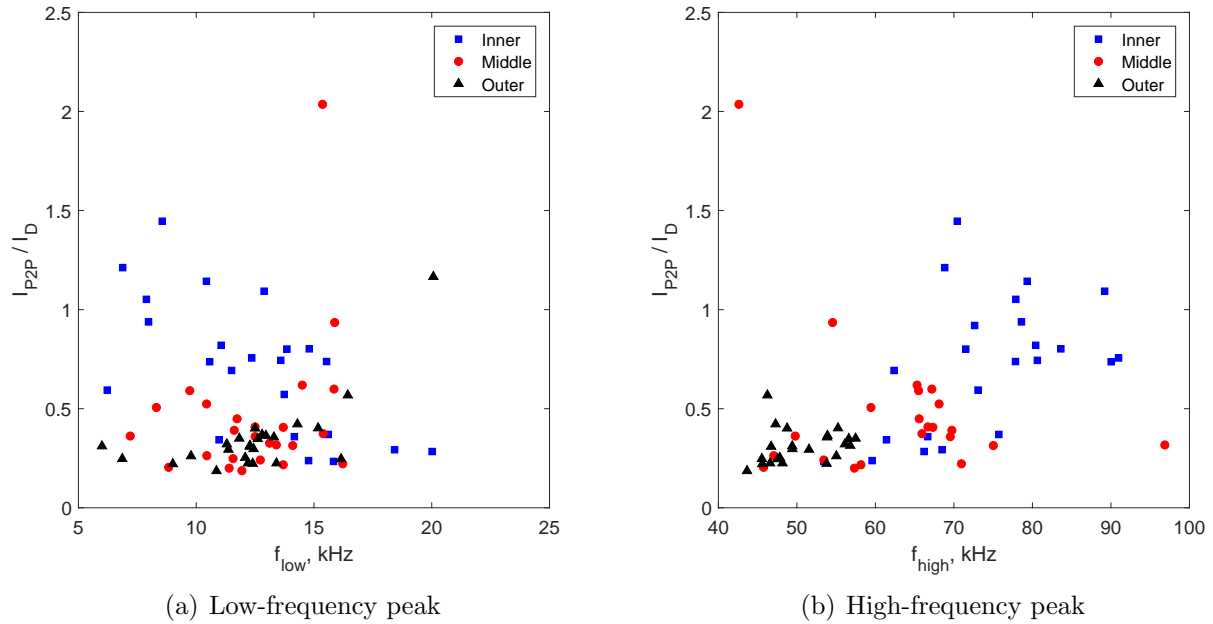 2.5
2
1.5
1
0.5
0
I_P2P / I_D
5 10 15 20 25
f_low, kHz
Inner
Middle
Outer
(a) Low-frequency peak
2.5
2
1.5
1
0.5
0
I_P2P / I_D
40 50 60 70 80 90 100
f_high, kHz
Inner
Middle
Outer
(b) High-frequency peak